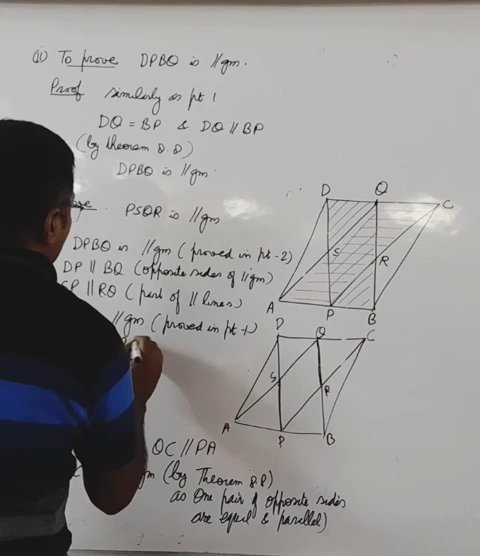 (ii) To prove DPBQ is ||gm.
Proof similarly as pt 1
DQ = BP & DQ || BP
(by theorem 8.8)
DPBQ is ||gm.
PSQR is ||gm
DPBQ is ||gm (proved in pt-2)
DP || BQ (opposite sides of ||gm)
SP || RQ (part of || lines)
||gm (proved in pt-1)
QC || PA
(by Theorem 8.8)
as One pair of opposite sides
are equal & parallel)
D Q C
S R
A P B
D Q C
S R
A P B